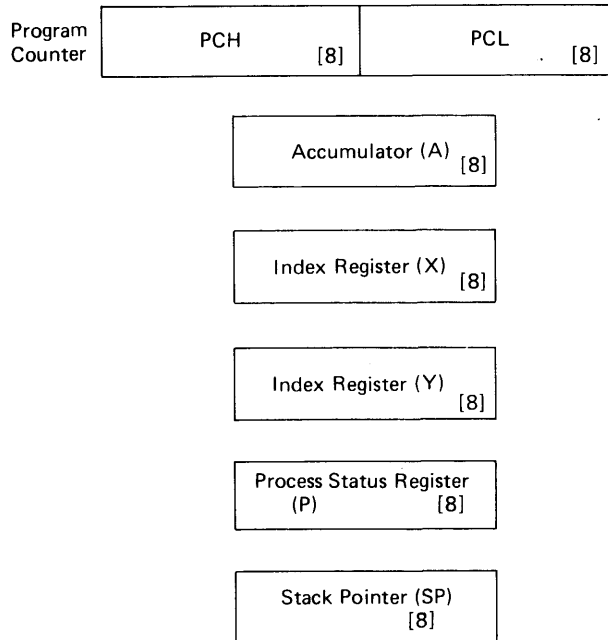 Program
Counter
PCH
[8]
PCL
[8]
Accumulator (A)
[8]
Index Register (X)
[8]
Index Register (Y)
[8]
Process Status Register
(P) [8]
Stack Pointer (SP)
[8]